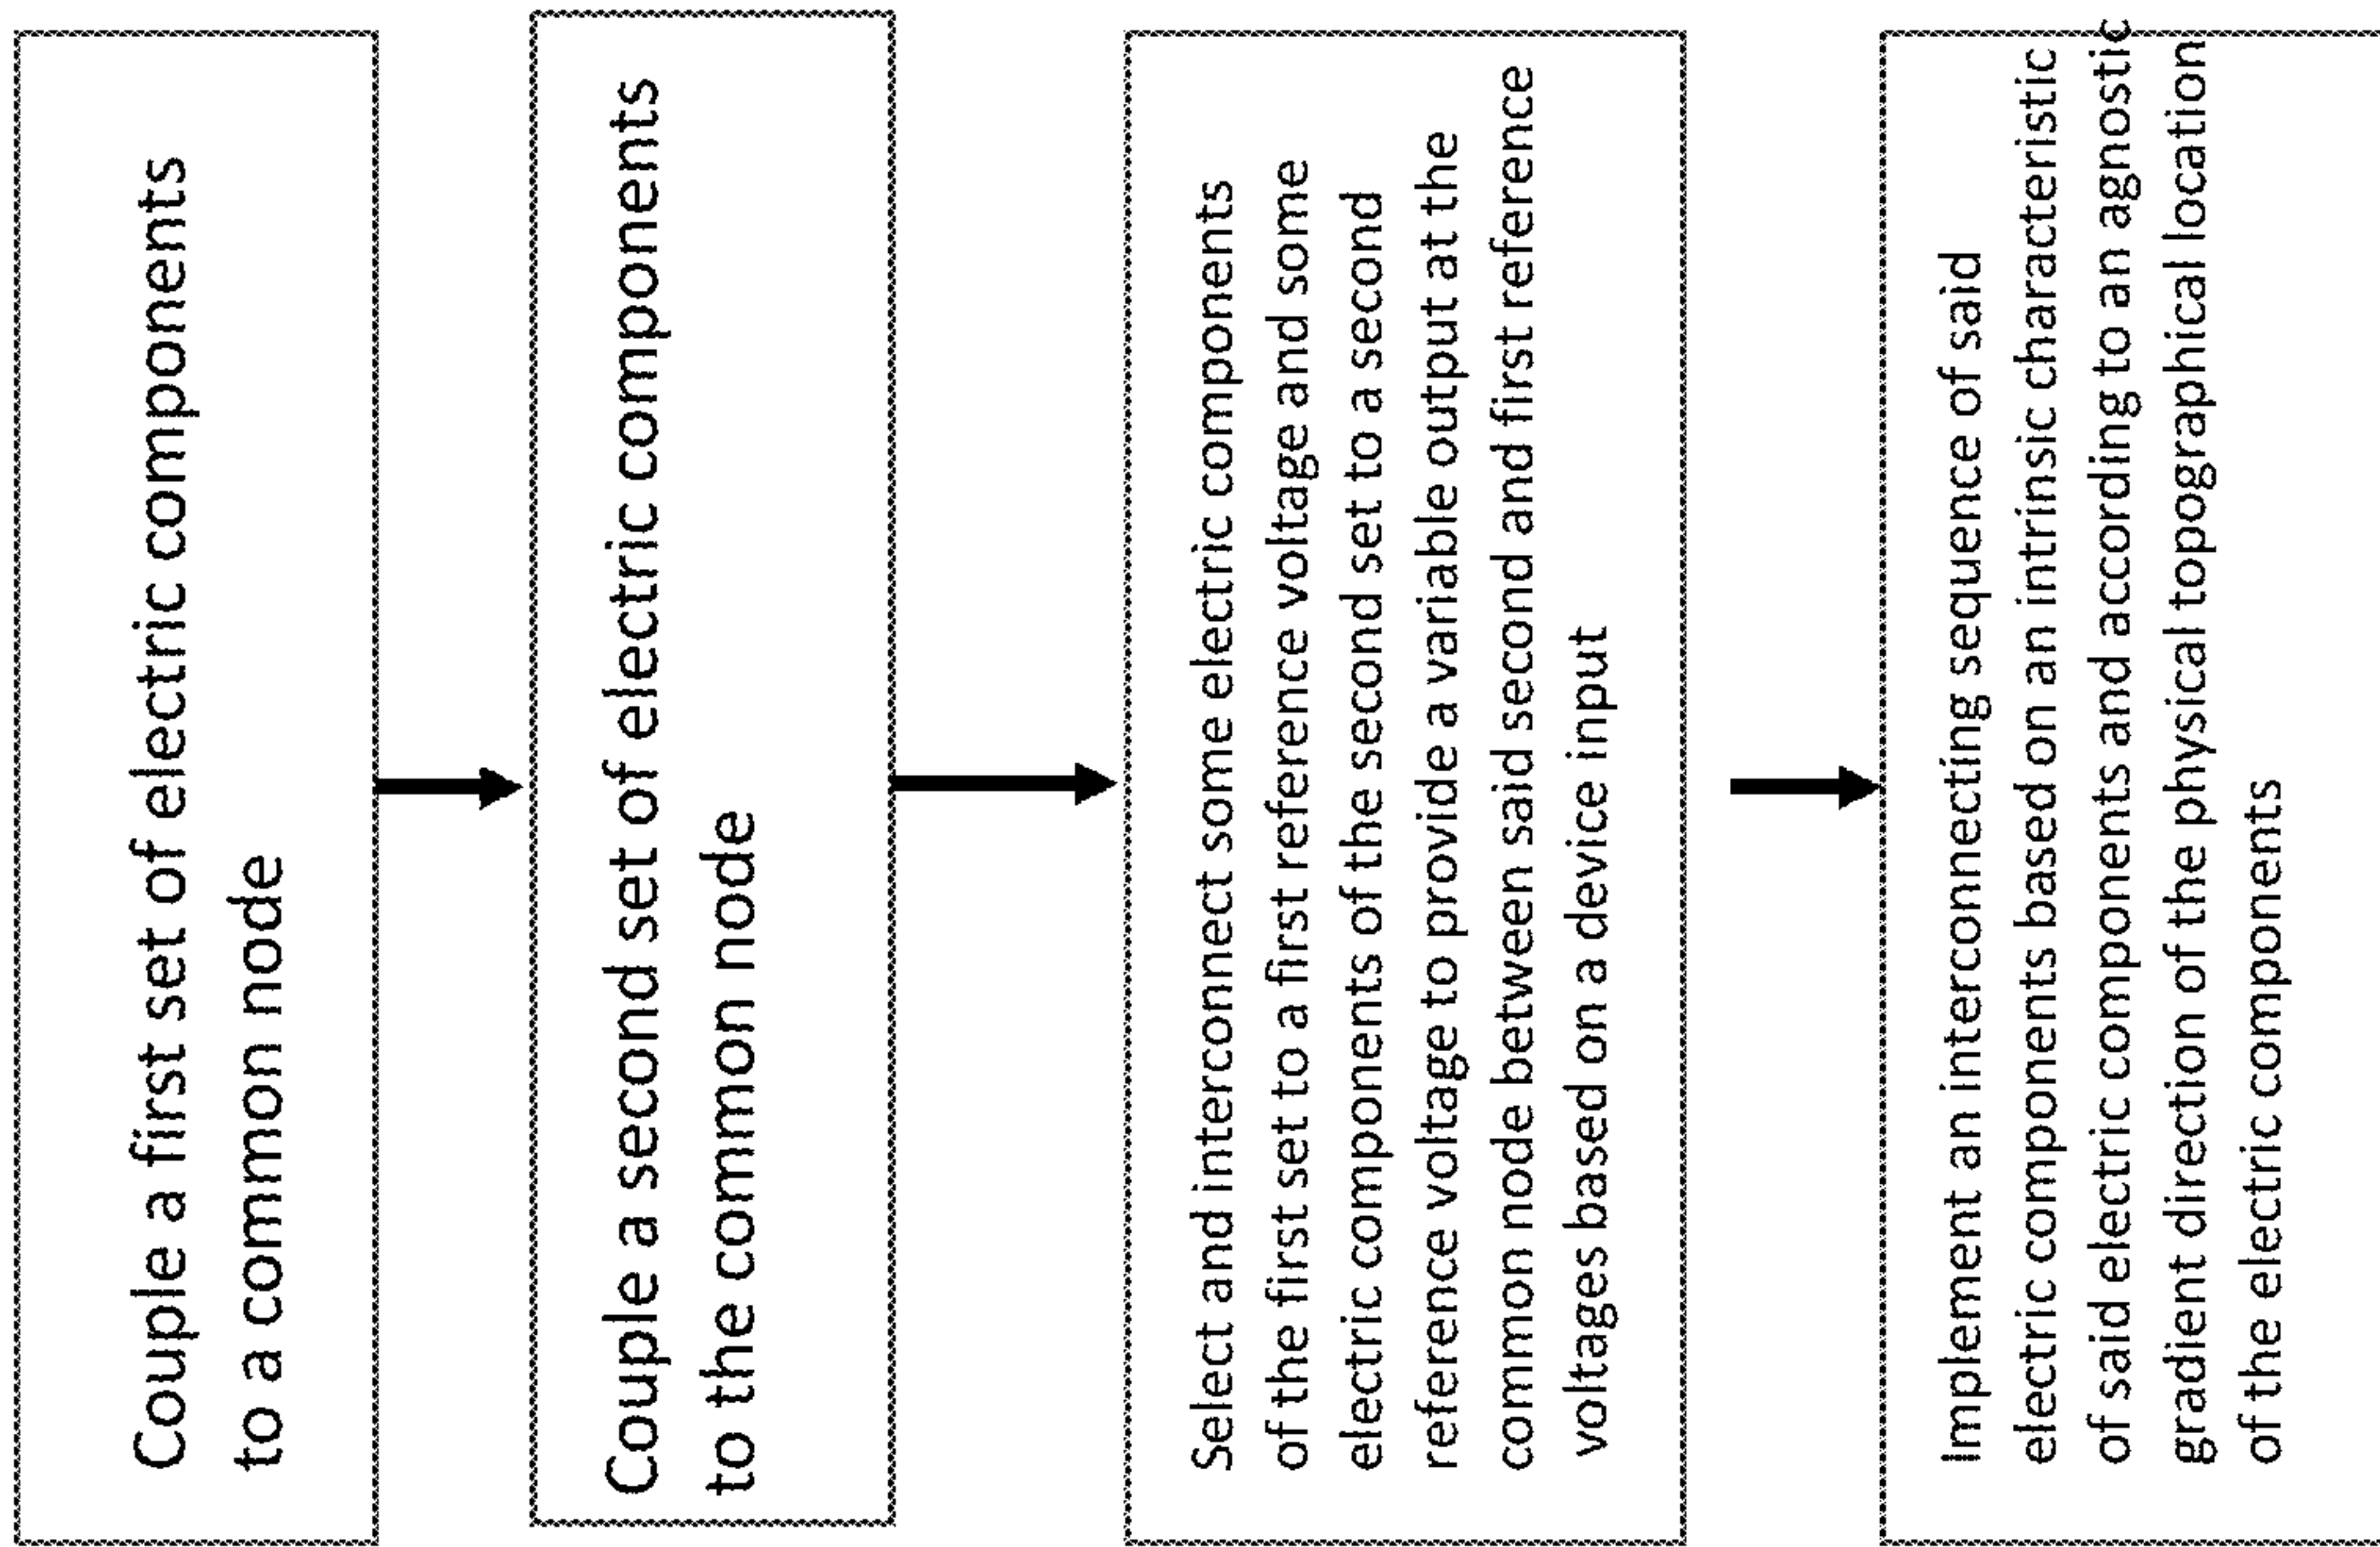 Couple a first set of electric components
to a common node
Couple a second set of electric components
to the common node
Select and interconnect some electric components
of the first set to a first reference voltage and some
electric components of the second set to a second
reference voltage to provide a variable output at the
common node between said second and first reference
voltages based on a device input
Implement an interconnecting sequence of said
electric components based on an intrinsic characteristic
of said electric components and according to an agnostic
gradient direction of the physical topographical location
of the electric components